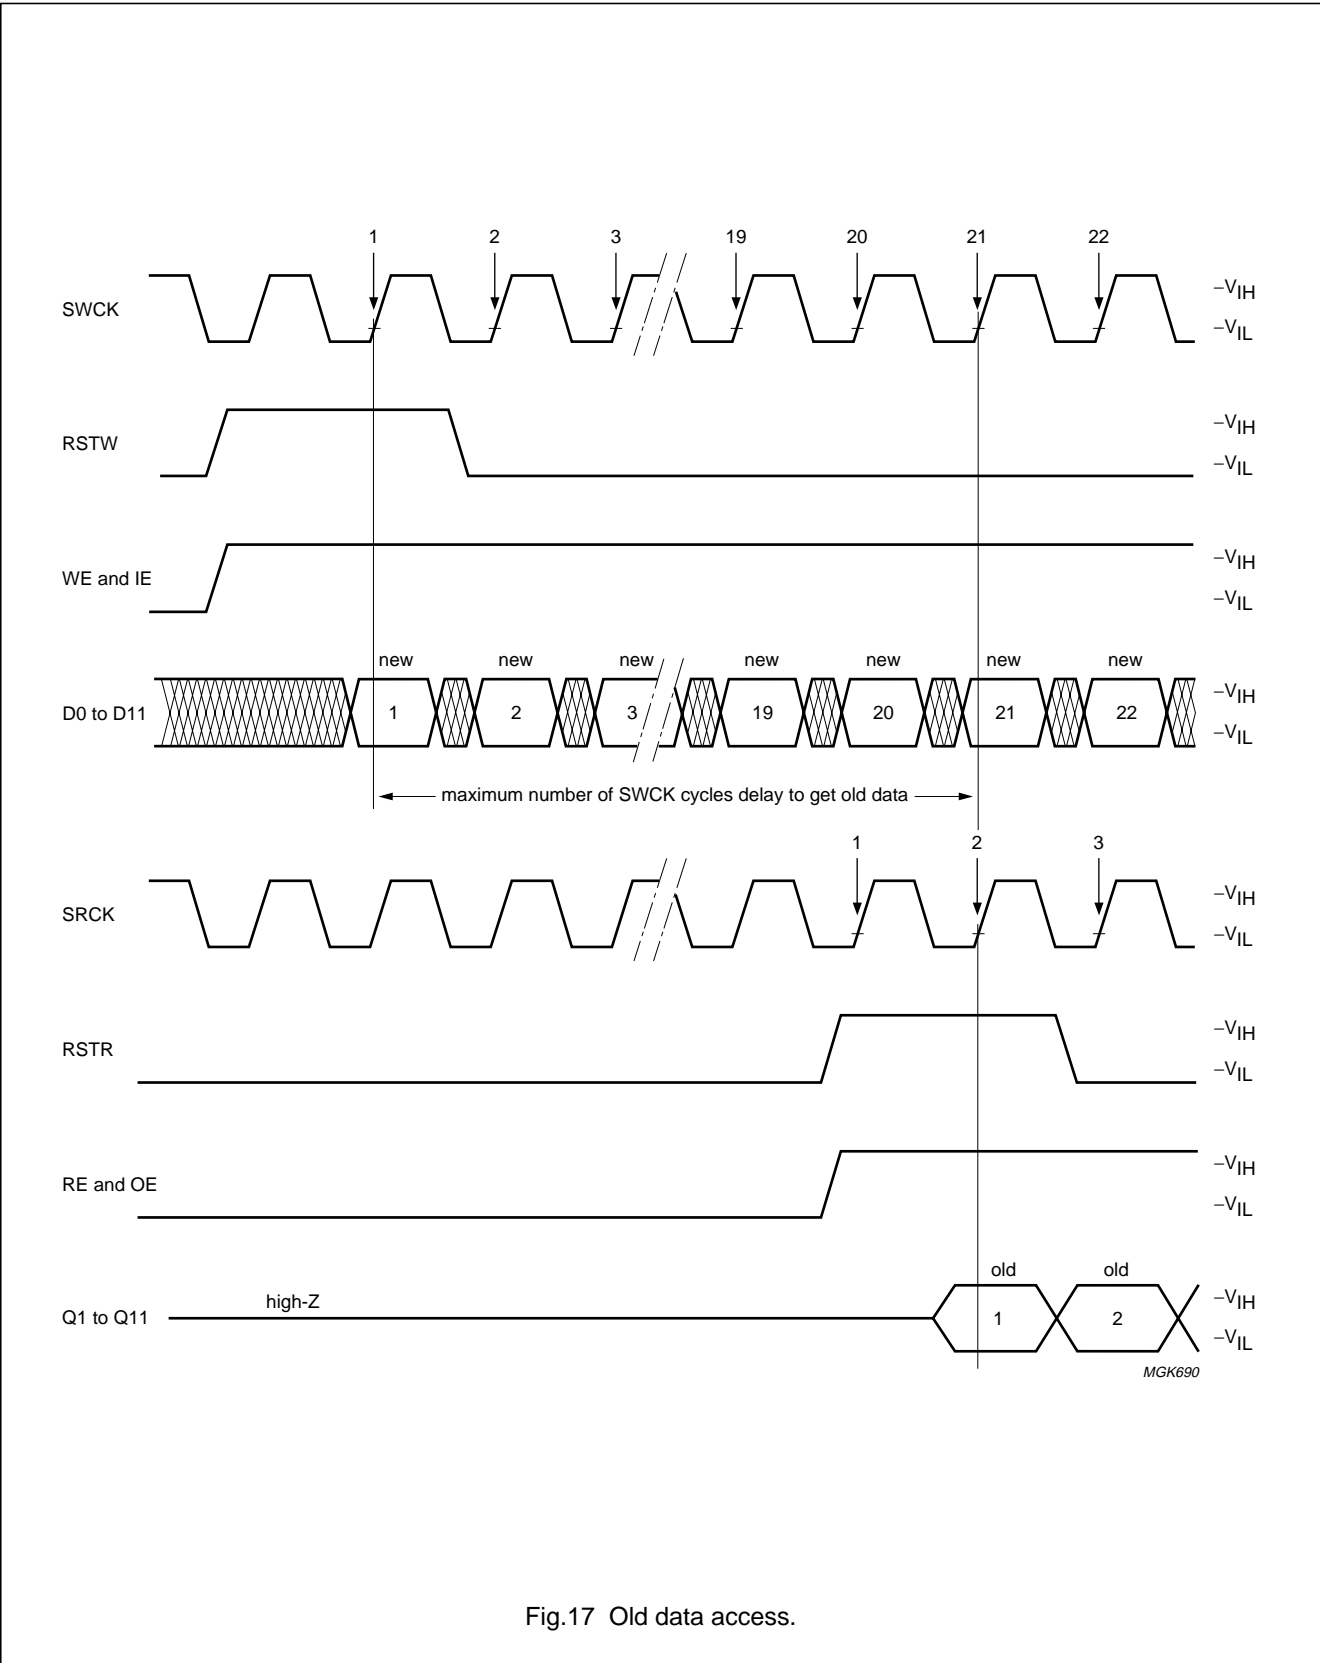 1 2 3 19 20 21 22
SWCK
–VIH
–VIL
RSTW
–VIH
–VIL
WE and IE
–VIH
–VIL
new new new new new new new
D0 to D11
1 2 3 19 20 21 22
–VIH
–VIL
maximum number of SWCK cycles delay to get old data
1 2 3
SRCK
–VIH
–VIL
RSTR
–VIH
–VIL
RE and OE
–VIH
–VIL
old old
high-Z
Q1 to Q11
1 2
–VIH
–VIL
MGK690
Fig.17 Old data access.